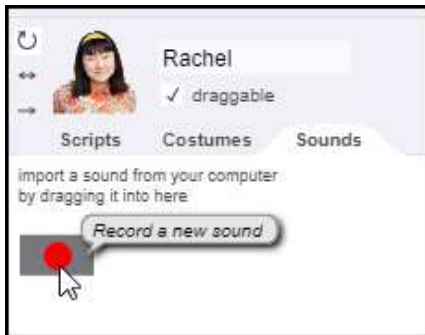 Rachel
✓ draggable
Scripts Costumes Sounds
import a sound from your computer
by dragging it into here
Record a new sound